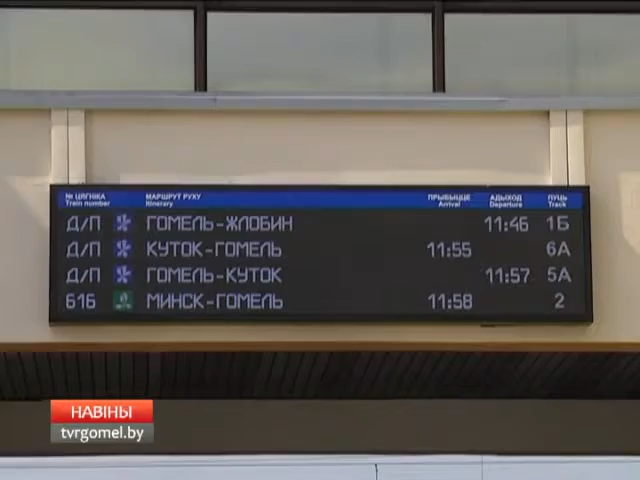 № ЦЯГНІКА МАРШРУТ РУХУ ПРЫБЫЦЦЕ АДЫХОД ПУЦЬ
Train number Itinerary Arrival Departure Track
Д/П ГОМЕЛЬ-ЖЛОБИН 11:46 1Б
Д/П КУТОК-ГОМЕЛЬ 11:55 6А
Д/П ГОМЕЛЬ-КУТОК 11:57 5А
616 МИНСК-ГОМЕЛЬ 11:58 2
НАВІНЫ
tvrgomel.by